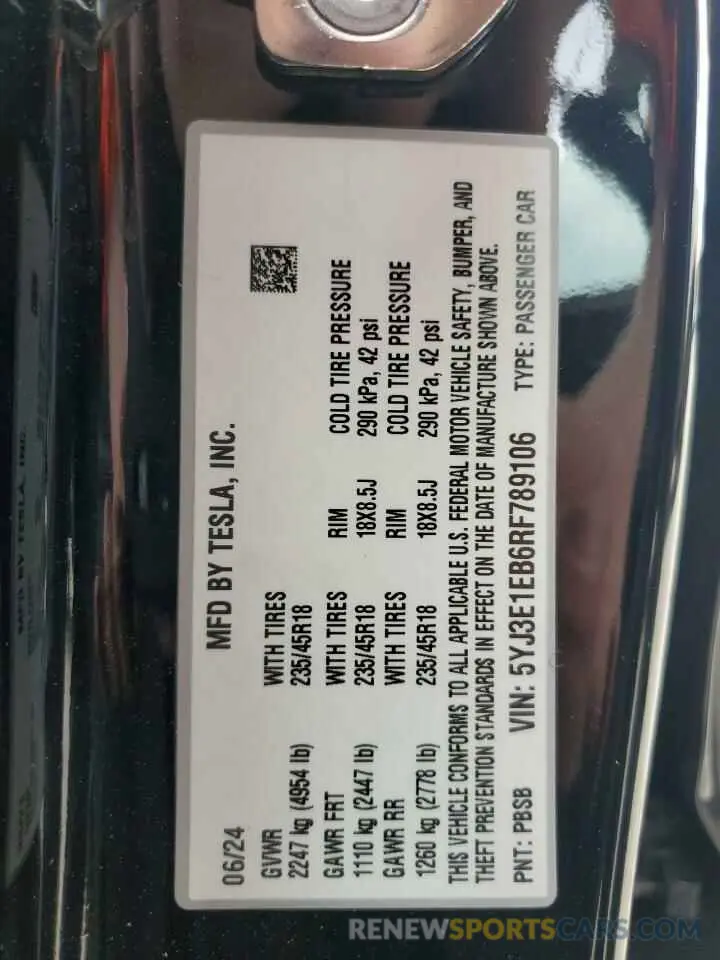 06/24 MFD BY TESLA, INC.
GVWR WITH TIRES
2247 kg (4954 lb) 235/45R18
GAWR FRT WITH TIRES RIM COLD TIRE PRESSURE
1110 kg (2447 lb) 235/45R18 18X8.5J 290 kPa, 42 psi
GAWR RR WITH TIRES RIM COLD TIRE PRESSURE
1260 kg (2778 lb) 235/45R18 18X8.5J 290 kPa, 42 psi
THIS VEHICLE CONFORMS TO ALL APPLICABLE U.S. FEDERAL MOTOR VEHICLE SAFETY, BUMPER, AND
THEFT PREVENTION STANDARDS IN EFFECT ON THE DATE OF MANUFACTURE SHOWN ABOVE.
PNT: PBSB VIN: 5YJ3E1EB6RF789106 TYPE: PASSENGER CAR
RENEWSPORTSCARS.COM